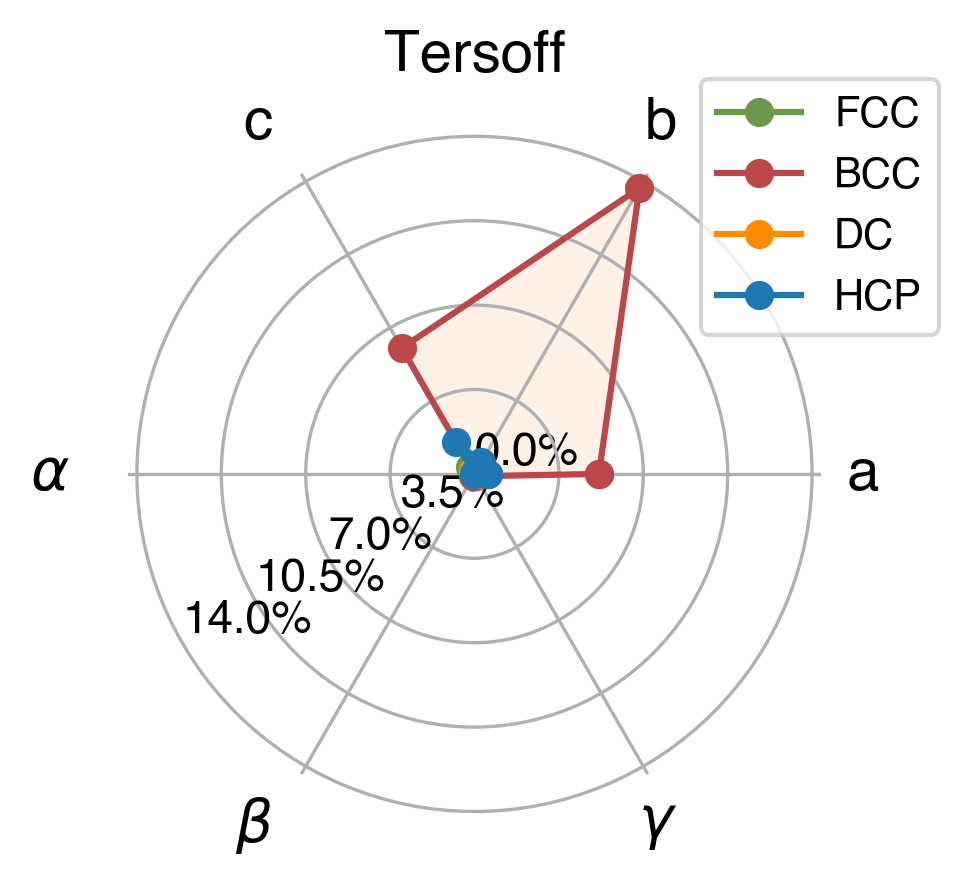 Tersoff
c
b
FCC
BCC
DC
HCP
α
a
0.0%
3.5%
7.0%
10.5%
14.0%
β
γ